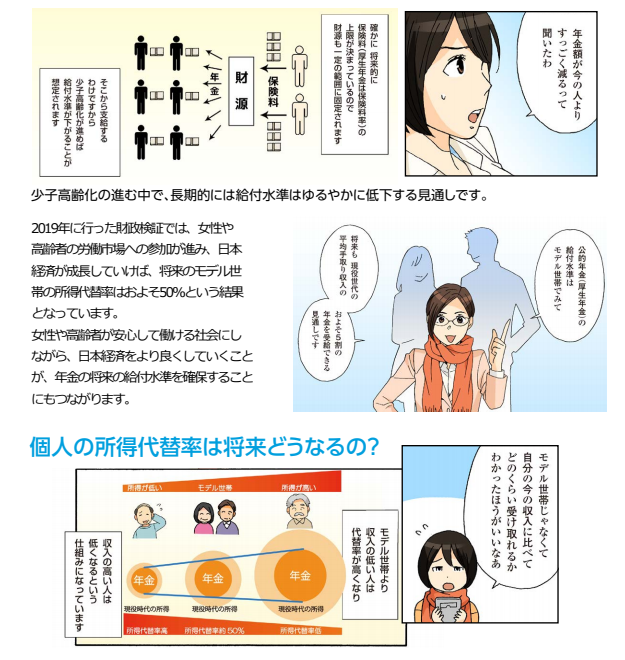 年金額が今の人より
すっごく減るって
聞いたわ
確かに 将来的に
保険料(厚生年金は保険料率)の
上限が決まっているので
財源も一定の範囲に固定されます
保険料
財源
年金
そこから支給する
わけですから
少子高齢化が進めば
給付水準が下がることが
想定されます
少子高齢化の進む中で、長期的には給付水準はゆるやかに低下する見通しです。
2019年に行った財政検証では、女性や
高齢者の労働市場への参加が進み、日本
経済が成長していけば、将来のモデル世
帯の所得代替率はおよそ50%という結果
となっています。
女性や高齢者が安心して働ける社会にし
ながら、日本経済をより良くしていくこと
が、年金の将来の給付水準を確保すること
にもつながります。
公的年金(厚生年金)の
給付水準は
モデル世帯でみて
将来も 現役世代の
平均手取り収入の
およそ5割の
年金を受給できる
見通しです
個人の所得代替率は将来どうなるの?
モデル世帯じゃなくて
自分の今の収入に比べて
どのくらい受け取れるか
わかったほうがいいなあ
モデル世帯より
収入の低い人は
代替率が高くなり
所得が低い
モデル世帯
所得が高い
年金
年金
年金
現役時代の所得
現役時代の所得
現役時代の所得
所得代替率高
所得代替率約50%
所得代替率低
収入の高い人は
低くなるという
仕組みになっています